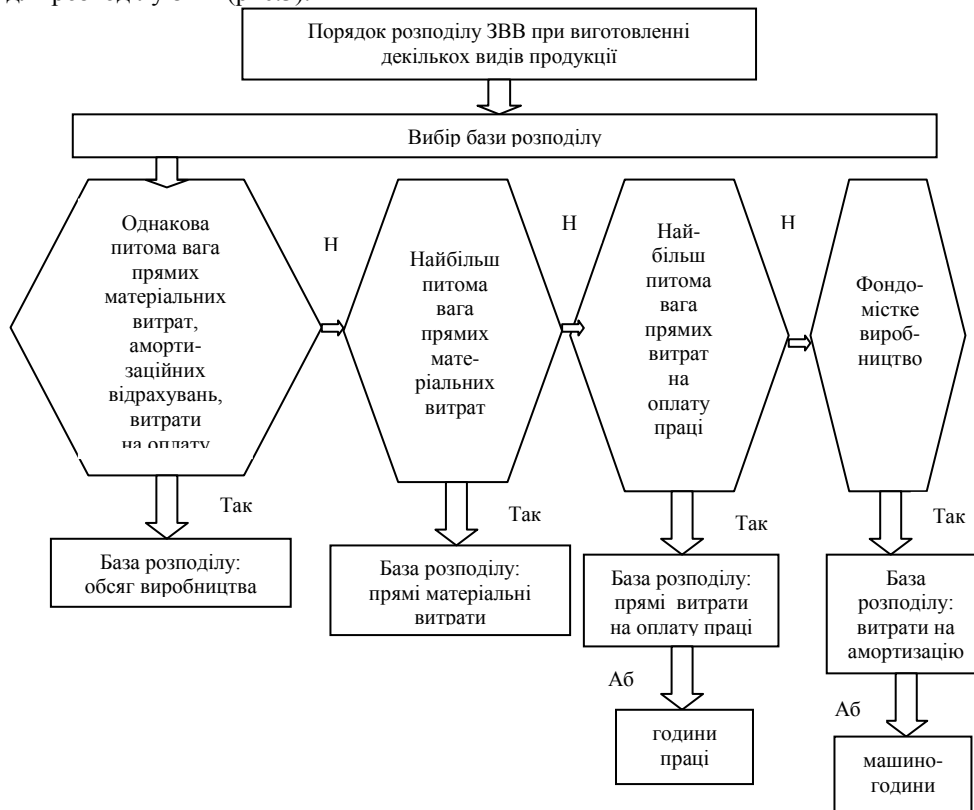 Порядок розподілу ЗВВ при виготовленні
декількох видів продукції
Вибір бази розподілу
Однакова
питома вага
прямих
матеріальних
витрат,
аморти-
заційних
відрахувань,
витрати
на оплату
Н
Найбільш
питома
вага
прямих
мате-
ріальних
витрат
Н
Най-
більш
питома
вага
прямих
витрат
на
оплату
праці
Н
Фондо-
містке
вироб-
ництво
Так
Так
Так
Так
База розподілу:
обсяг виробництва
База розподілу:
прямі матеріальні
витрати
База розподілу:
прямі витрати
на оплату праці
База
розподілу:
витрати на
амортизацію
Аб
години
праці
Аб
машино-
години